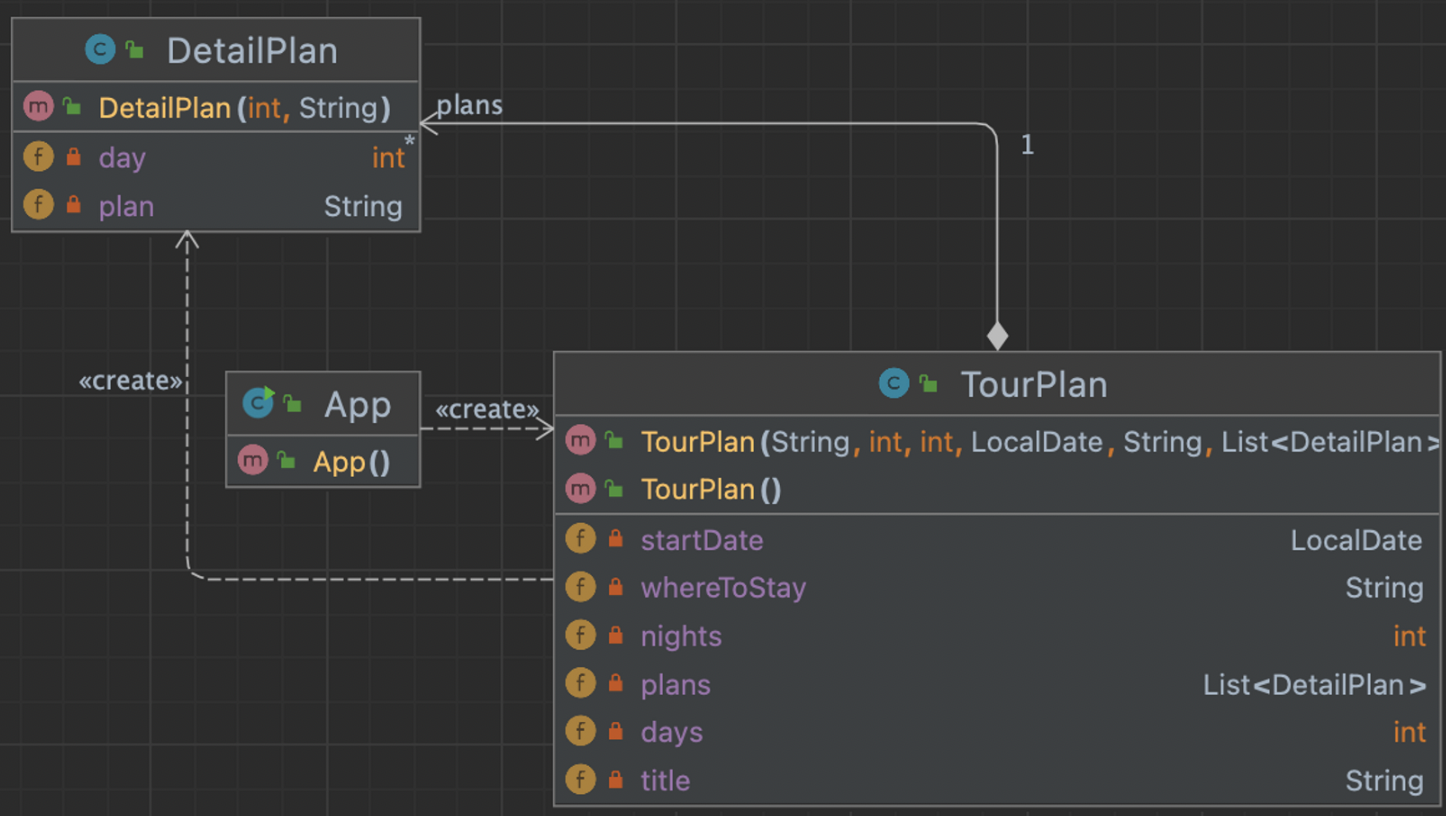 DetailPlan
DetailPlan(int, String)
day int
plan String
plans
*
1
«create»
App
App()
«create»
TourPlan
TourPlan(String, int, int, LocalDate, String, List<DetailPlan>
TourPlan()
startDate LocalDate
whereToStay String
nights int
plans List<DetailPlan>
days int
title String